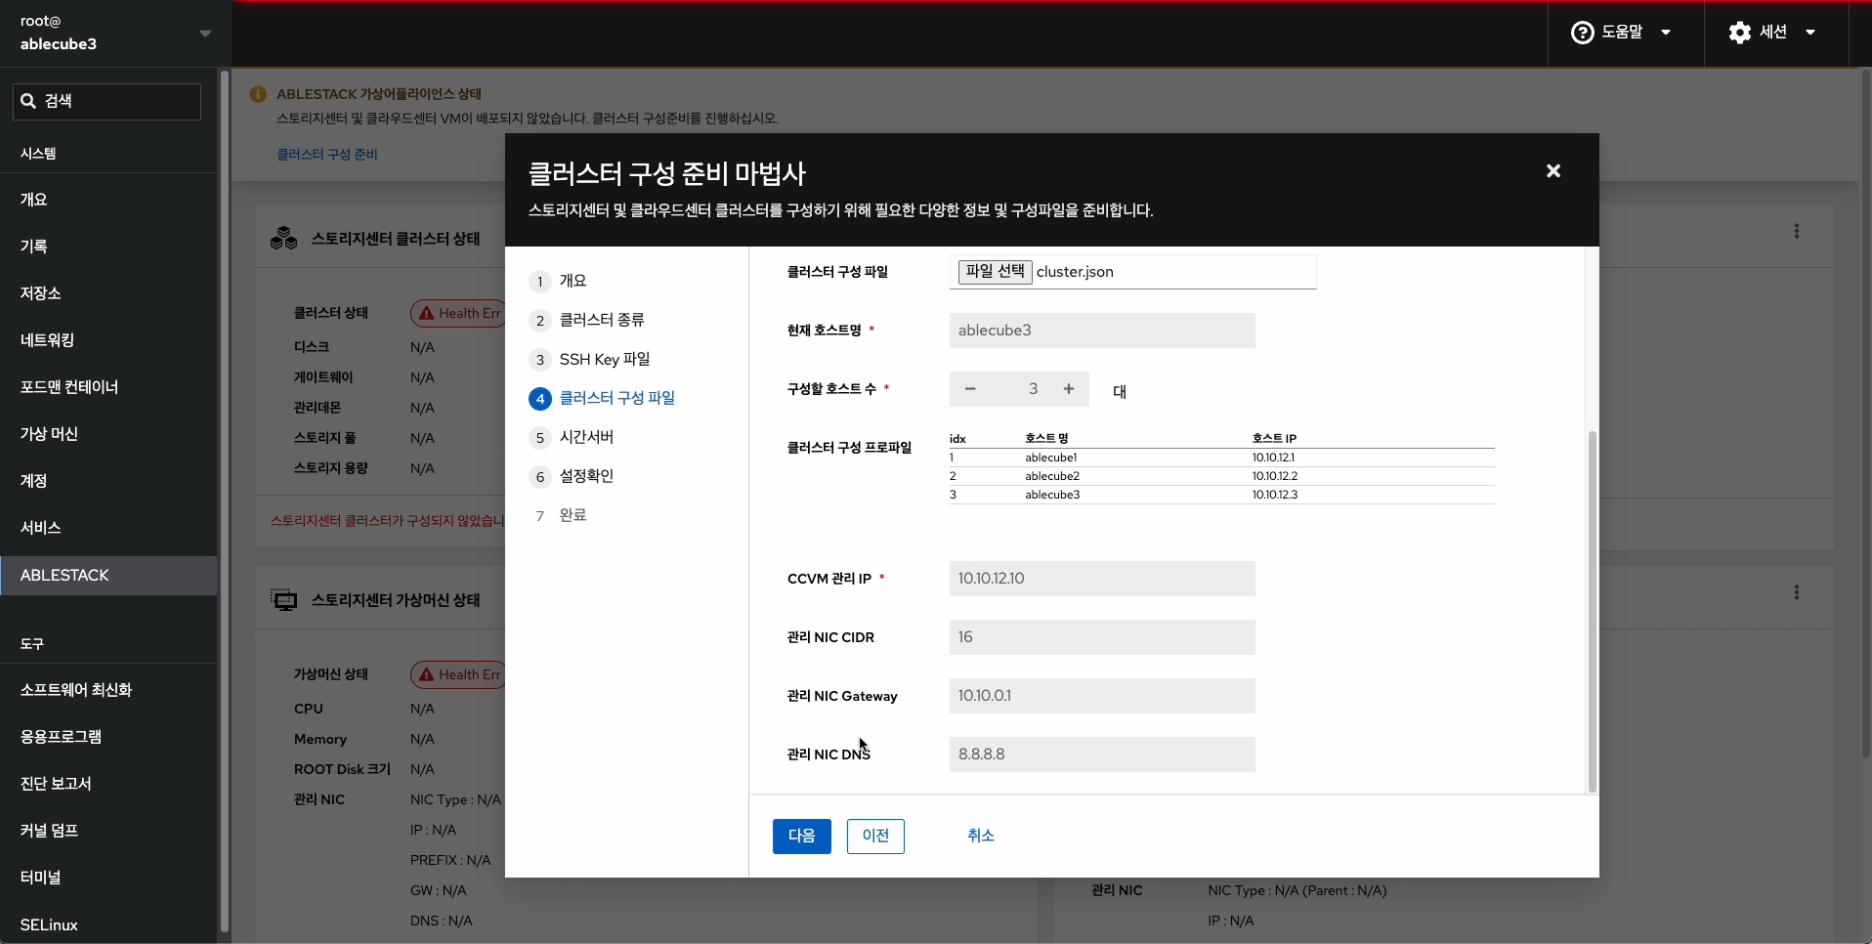 root@
ablecube3
도움말
세션
검색
시스템
개요
기록
저장소
네트워킹
포드맨 컨테이너
가상 머신
계정
서비스
ABLESTACK
도구
소프트웨어 최신화
응용프로그램
진단 보고서
커널 덤프
터미널
SELinux
ABLESTACK 가상어플라이언스 상태
스토리지센터 및 클라우드센터 VM이 배포되지 않았습니다. 클러스터 구성준비를 진행하십시오.
클러스터 구성 준비
스토리지센터 클러스터 상태
클러스터 상태 Health Err
디스크 N/A
게이트웨이 N/A
관리데몬 N/A
스토리지 풀 N/A
스토리지 용량 N/A
스토리지센터 클러스터가 구성되지 않았습니
스토리지센터 가상머신 상태
가상머신 상태 Health Err
CPU N/A
Memory N/A
ROOT Disk 크기 N/A
관리 NIC NIC Type : N/A
IP : N/A
PREFIX : N/A
GW : N/A
DNS : N/A
클러스터 구성 준비 마법사
스토리지센터 및 클라우드센터 클러스터를 구성하기 위해 필요한 다양한 정보 및 구성파일을 준비합니다.
1 개요
2 클러스터 종류
3 SSH Key 파일
4 클러스터 구성 파일
5 시간서버
6 설정확인
7 완료
클러스터 구성 파일 파일 선택 cluster.json
현재 호스트명 * ablecube3
구성할 호스트 수 * − 3 + 대
클러스터 구성 프로파일
idx 호스트 명 호스트 IP
1 ablecube1 10.10.12.1
2 ablecube2 10.10.12.2
3 ablecube3 10.10.12.3
CCVM 관리 IP * 10.10.12.10
관리 NIC CIDR 16
관리 NIC Gateway 10.10.0.1
관리 NIC DNS 8.8.8.8
다음 이전 취소
관리 NIC NIC Type : N/A (Parent : N/A)
IP : N/A